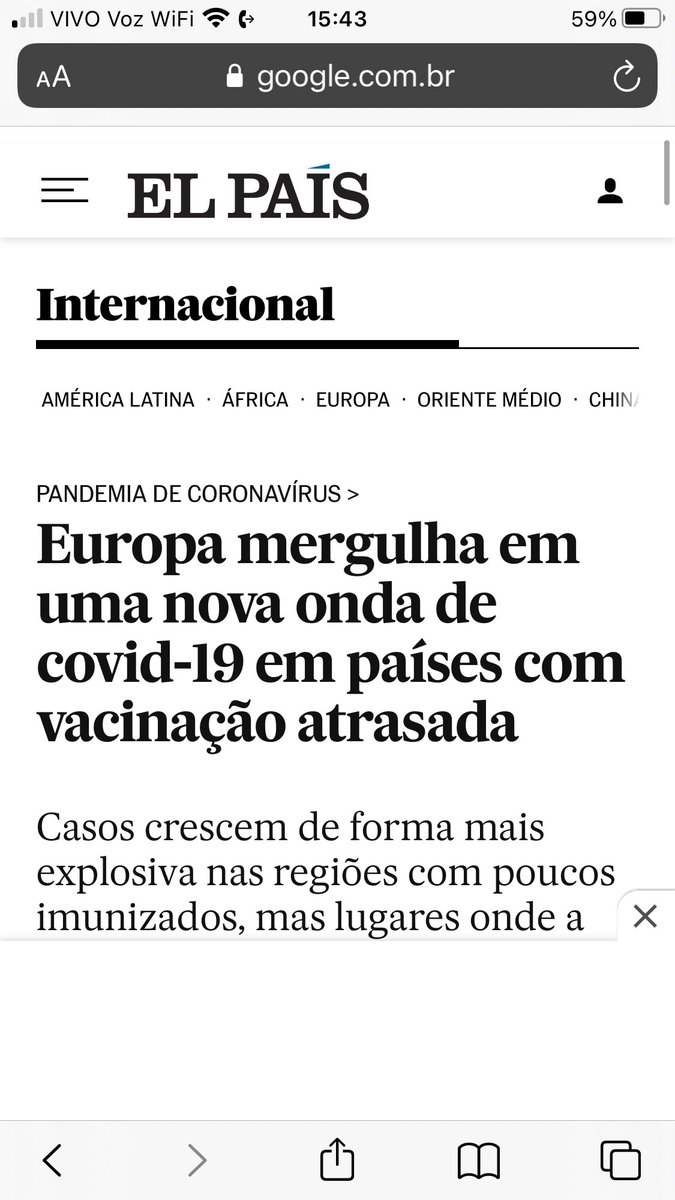 VIVO Voz WiFi 15:43 59%
AA google.com.br
EL PAÍS
Internacional
AMÉRICA LATINA · ÁFRICA · EUROPA · ORIENTE MÉDIO · CHINA
PANDEMIA DE CORONAVÍRUS >
Europa mergulha em
uma nova onda de
covid-19 em países com
vacinação atrasada
Casos crescem de forma mais
explosiva nas regiões com poucos
imunizados, mas lugares onde a